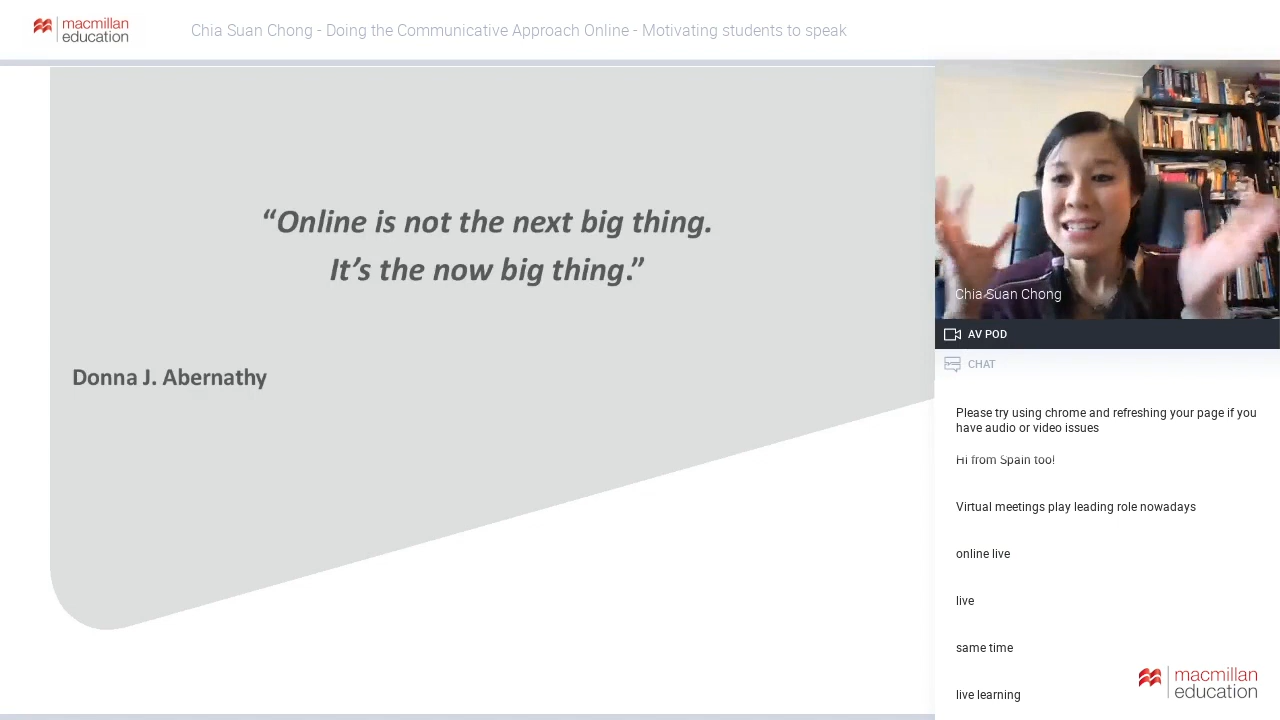 macmillan
education
Chia Suan Chong - Doing the Communicative Approach Online - Motivating students to speak
“Online is not the next big thing.
It’s the now big thing.”
Donna J. Abernathy
Chia Suan Chong
AV POD
CHAT
Please try using chrome and refreshing your page if you
have audio or video issues
Hi from Spain too!
Virtual meetings play leading role nowadays
online live
live
same time
live learning
macmillan
education